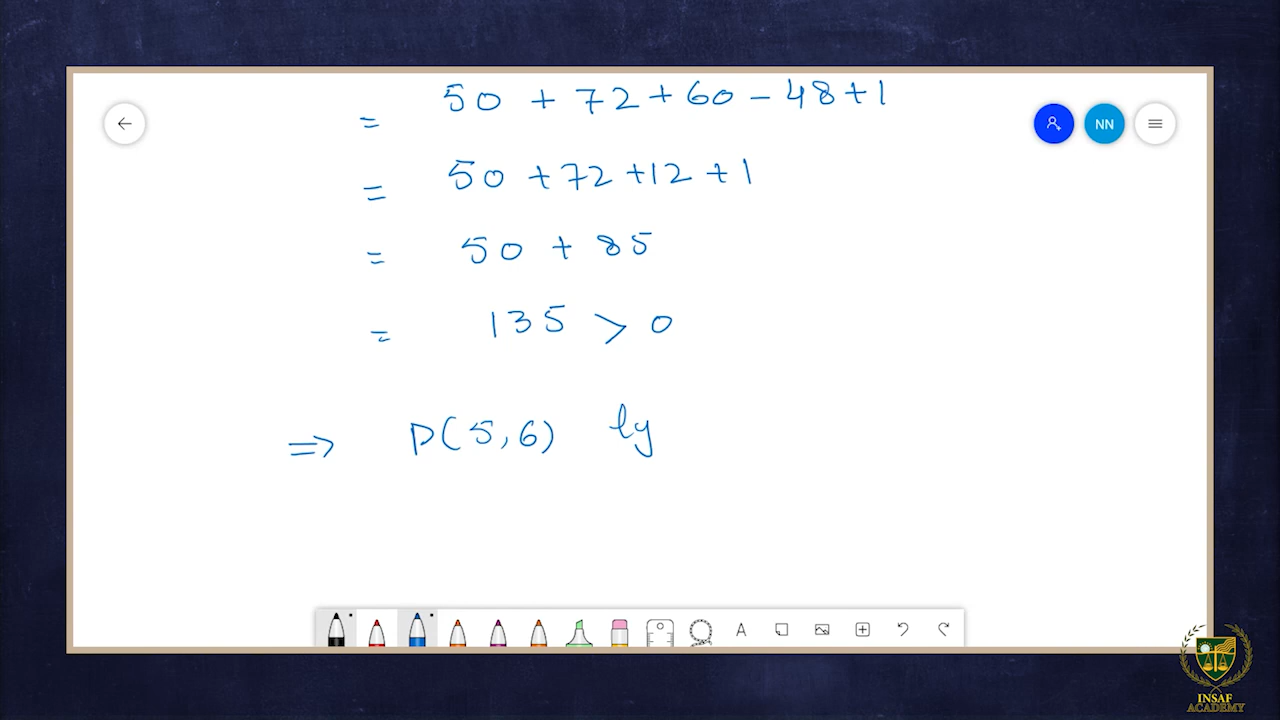 = 50 + 72 + 60 - 48 + 1
NN
= 50 + 72 + 12 + 1
= 50 + 85
= 135 > 0
⇒ P(5,6) ly
A
INSAF
ACADEMY